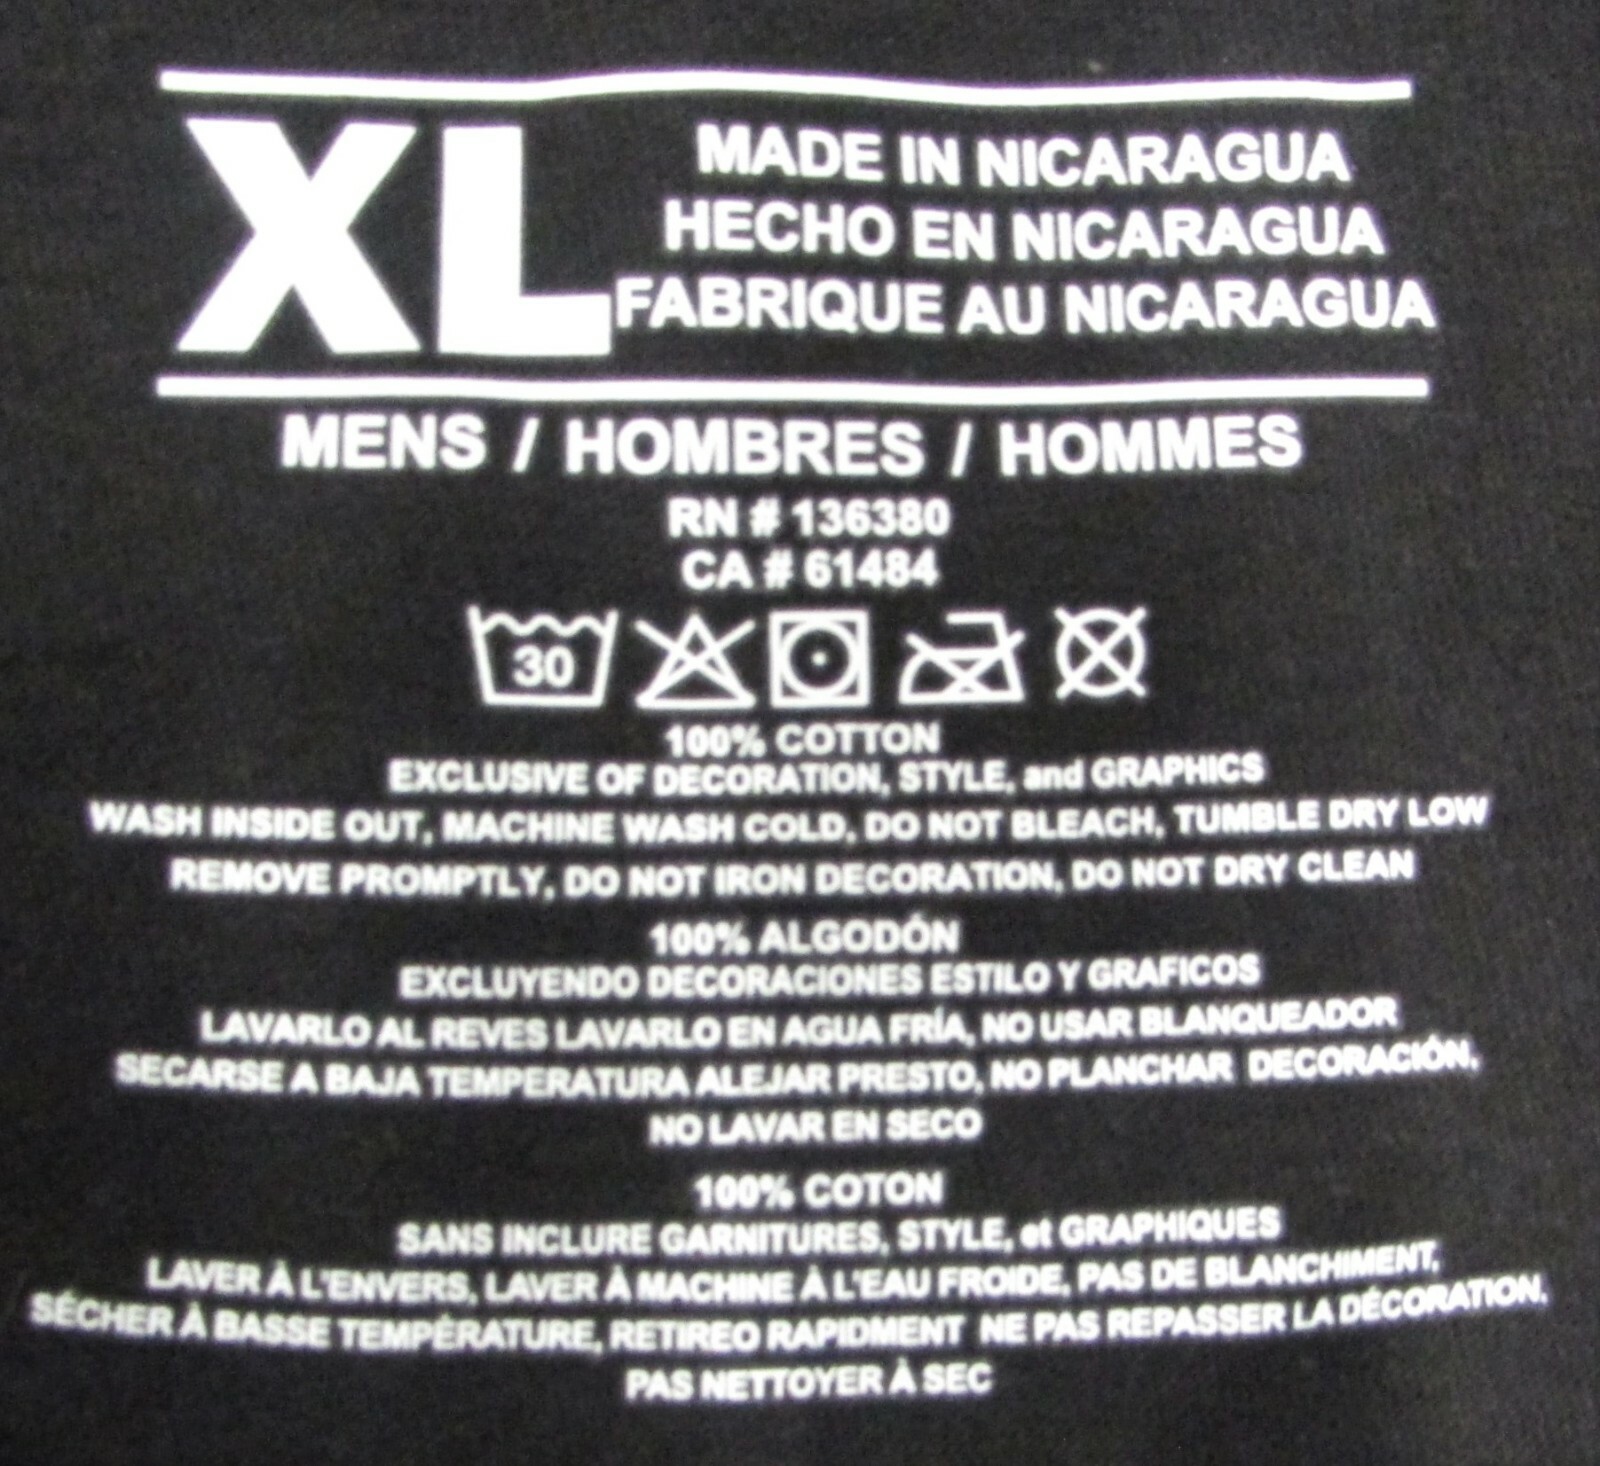 XL
MADE IN NICARAGUA
HECHO EN NICARAGUA
FABRIQUE AU NICARAGUA
MENS / HOMBRES / HOMMES
RN # 136380
CA # 61484
30
100% COTTON
EXCLUSIVE OF DECORATION, STYLE, and GRAPHICS
WASH INSIDE OUT, MACHINE WASH COLD, DO NOT BLEACH, TUMBLE DRY LOW
REMOVE PROMPTLY, DO NOT IRON DECORATION, DO NOT DRY CLEAN
100% ALGODÓN
EXCLUYENDO DECORACIONES ESTILO Y GRAFICOS
LAVARLO AL REVES LAVARLO EN AGUA FRÍA, NO USAR BLANQUEADOR
SECARSE A BAJA TEMPERATURA ALEJAR PRESTO, NO PLANCHAR DECORACIÓN,
NO LAVAR EN SECO
100% COTON
SANS INCLURE GARNITURES, STYLE, et GRAPHIQUES
LAVER À L'ENVERS, LAVER À MACHINE À L'EAU FROIDE, PAS DE BLANCHIMENT,
SÉCHER À BASSE TEMPÉRATURE, RETIREO RAPIDMENT NE PAS REPASSER LA DÉCORATION,
PAS NETTOYER À SEC